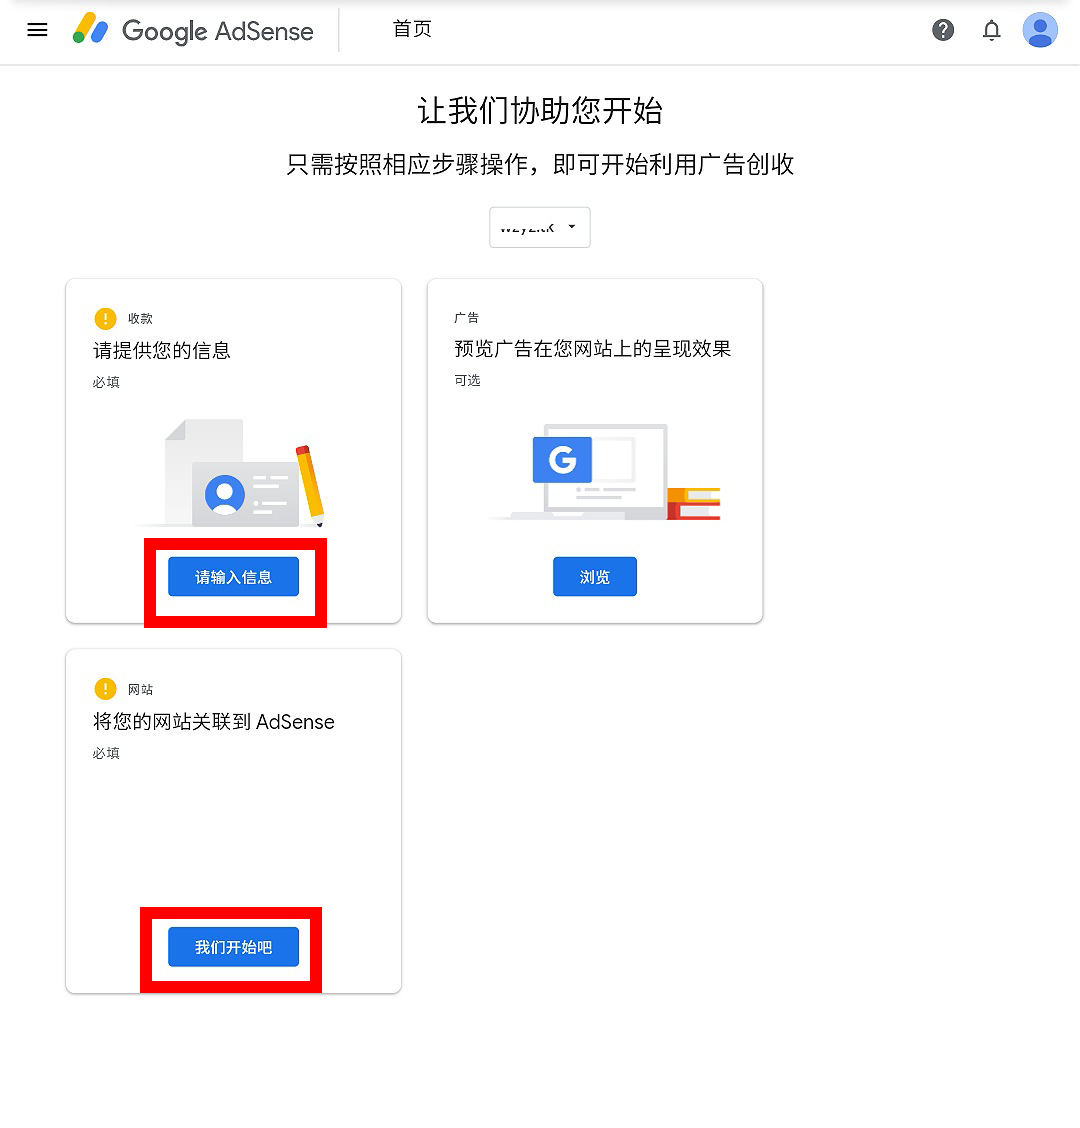 Google AdSense
首页
让我们协助您开始
只需按照相应步骤操作，即可开始利用广告创收
收款
请提供您的信息
必填
请输入信息
广告
预览广告在您网站上的呈现效果
可选
G
浏览
网站
将您的网站关联到 AdSense
必填
我们开始吧